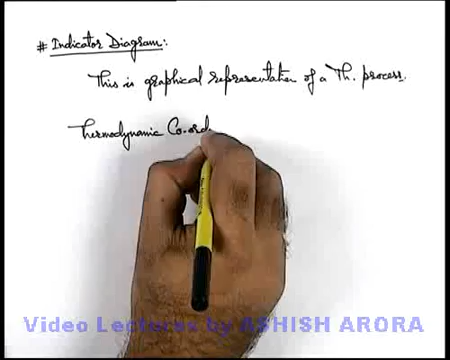 # Indicator Diagram:
This is graphical representation of a Th. process.
Thermodynamic Co-ord
Video Lectures by ASHISH ARORA